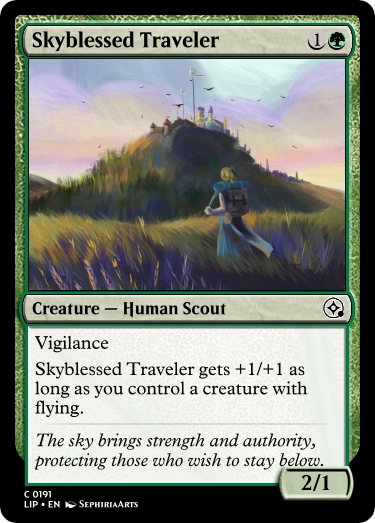 Skyblessed Traveler 1
Creature — Human Scout
Vigilance
Skyblessed Traveler gets +1/+1 as
long as you control a creature with
flying.
The sky brings strength and authority,
protecting those who wish to stay below.
2/1
C 0191
LIP • EN SephiriaArts